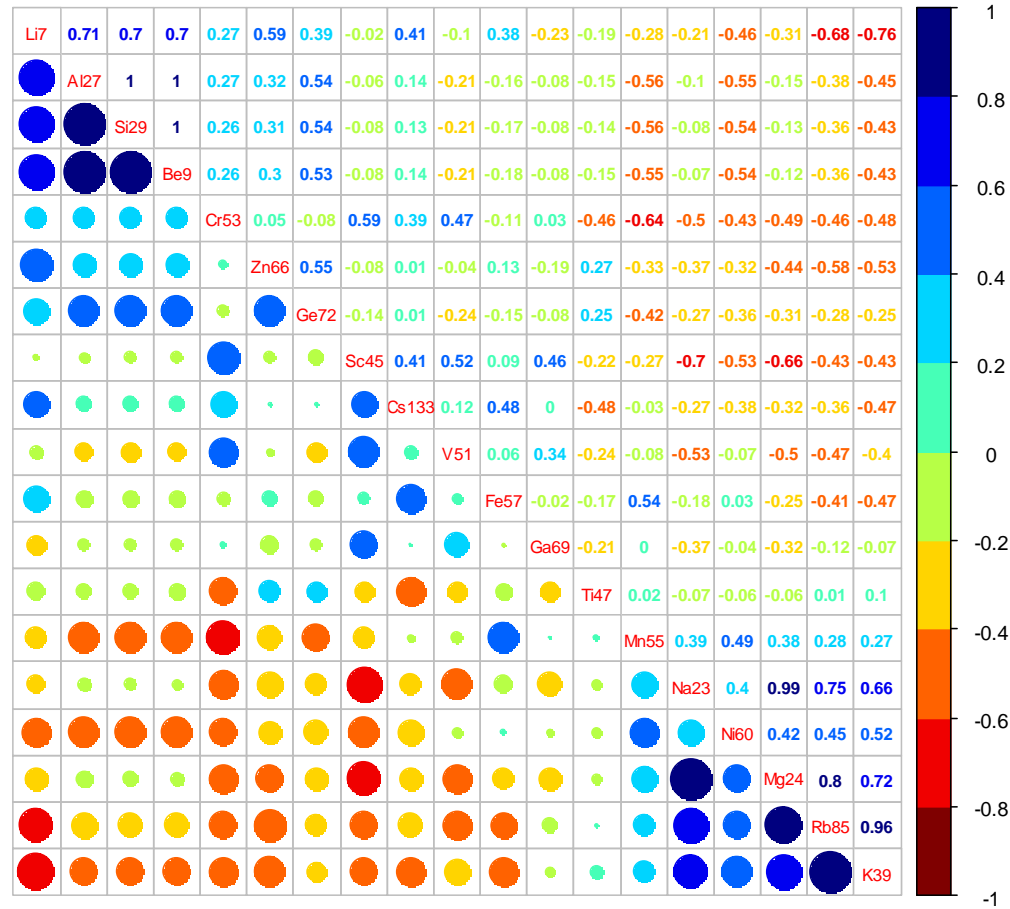 Li7 0.71 0.7 0.7 0.27 0.59 0.39 -0.02 0.41 -0.1 0.38 -0.23 -0.19 -0.28 -0.21 -0.46 -0.31 -0.68 -0.76
Al27 1 1 0.27 0.32 0.54 -0.06 0.14 -0.21 -0.16 -0.08 -0.15 -0.56 -0.1 -0.55 -0.15 -0.38 -0.45
Si29 1 0.26 0.31 0.54 -0.08 0.13 -0.21 -0.17 -0.08 -0.14 -0.56 -0.08 -0.54 -0.13 -0.36 -0.43
Be9 0.26 0.3 0.53 -0.08 0.14 -0.21 -0.18 -0.08 -0.15 -0.55 -0.07 -0.54 -0.12 -0.36 -0.43
Cr53 0.05 -0.08 0.59 0.39 0.47 -0.11 0.03 -0.46 -0.64 -0.5 -0.43 -0.49 -0.46 -0.48
Zn66 0.55 -0.08 0.01 -0.04 0.13 -0.19 0.27 -0.33 -0.37 -0.32 -0.44 -0.58 -0.53
Ge72 -0.14 0.01 -0.24 -0.15 -0.08 0.25 -0.42 -0.27 -0.36 -0.31 -0.28 -0.25
Sc45 0.41 0.52 0.09 0.46 -0.22 -0.27 -0.7 -0.53 -0.66 -0.43 -0.43
Cs133 0.12 0.48 0 -0.48 -0.03 -0.27 -0.38 -0.32 -0.36 -0.47
V51 0.06 0.34 -0.24 -0.08 -0.53 -0.07 -0.5 -0.47 -0.4
Fe57 -0.02 -0.17 0.54 -0.18 0.03 -0.25 -0.41 -0.47
Ga69 -0.21 0 -0.37 -0.04 -0.32 -0.12 -0.07
Ti47 0.02 -0.07 -0.06 -0.06 0.01 0.1
Mn55 0.39 0.49 0.38 0.28 0.27
Na23 0.4 0.99 0.75 0.66
Ni60 0.42 0.45 0.52
Mg24 0.8 0.72
Rb85 0.96
K39
1
0.8
0.6
0.4
0.2
0
-0.2
-0.4
-0.6
-0.8
-1